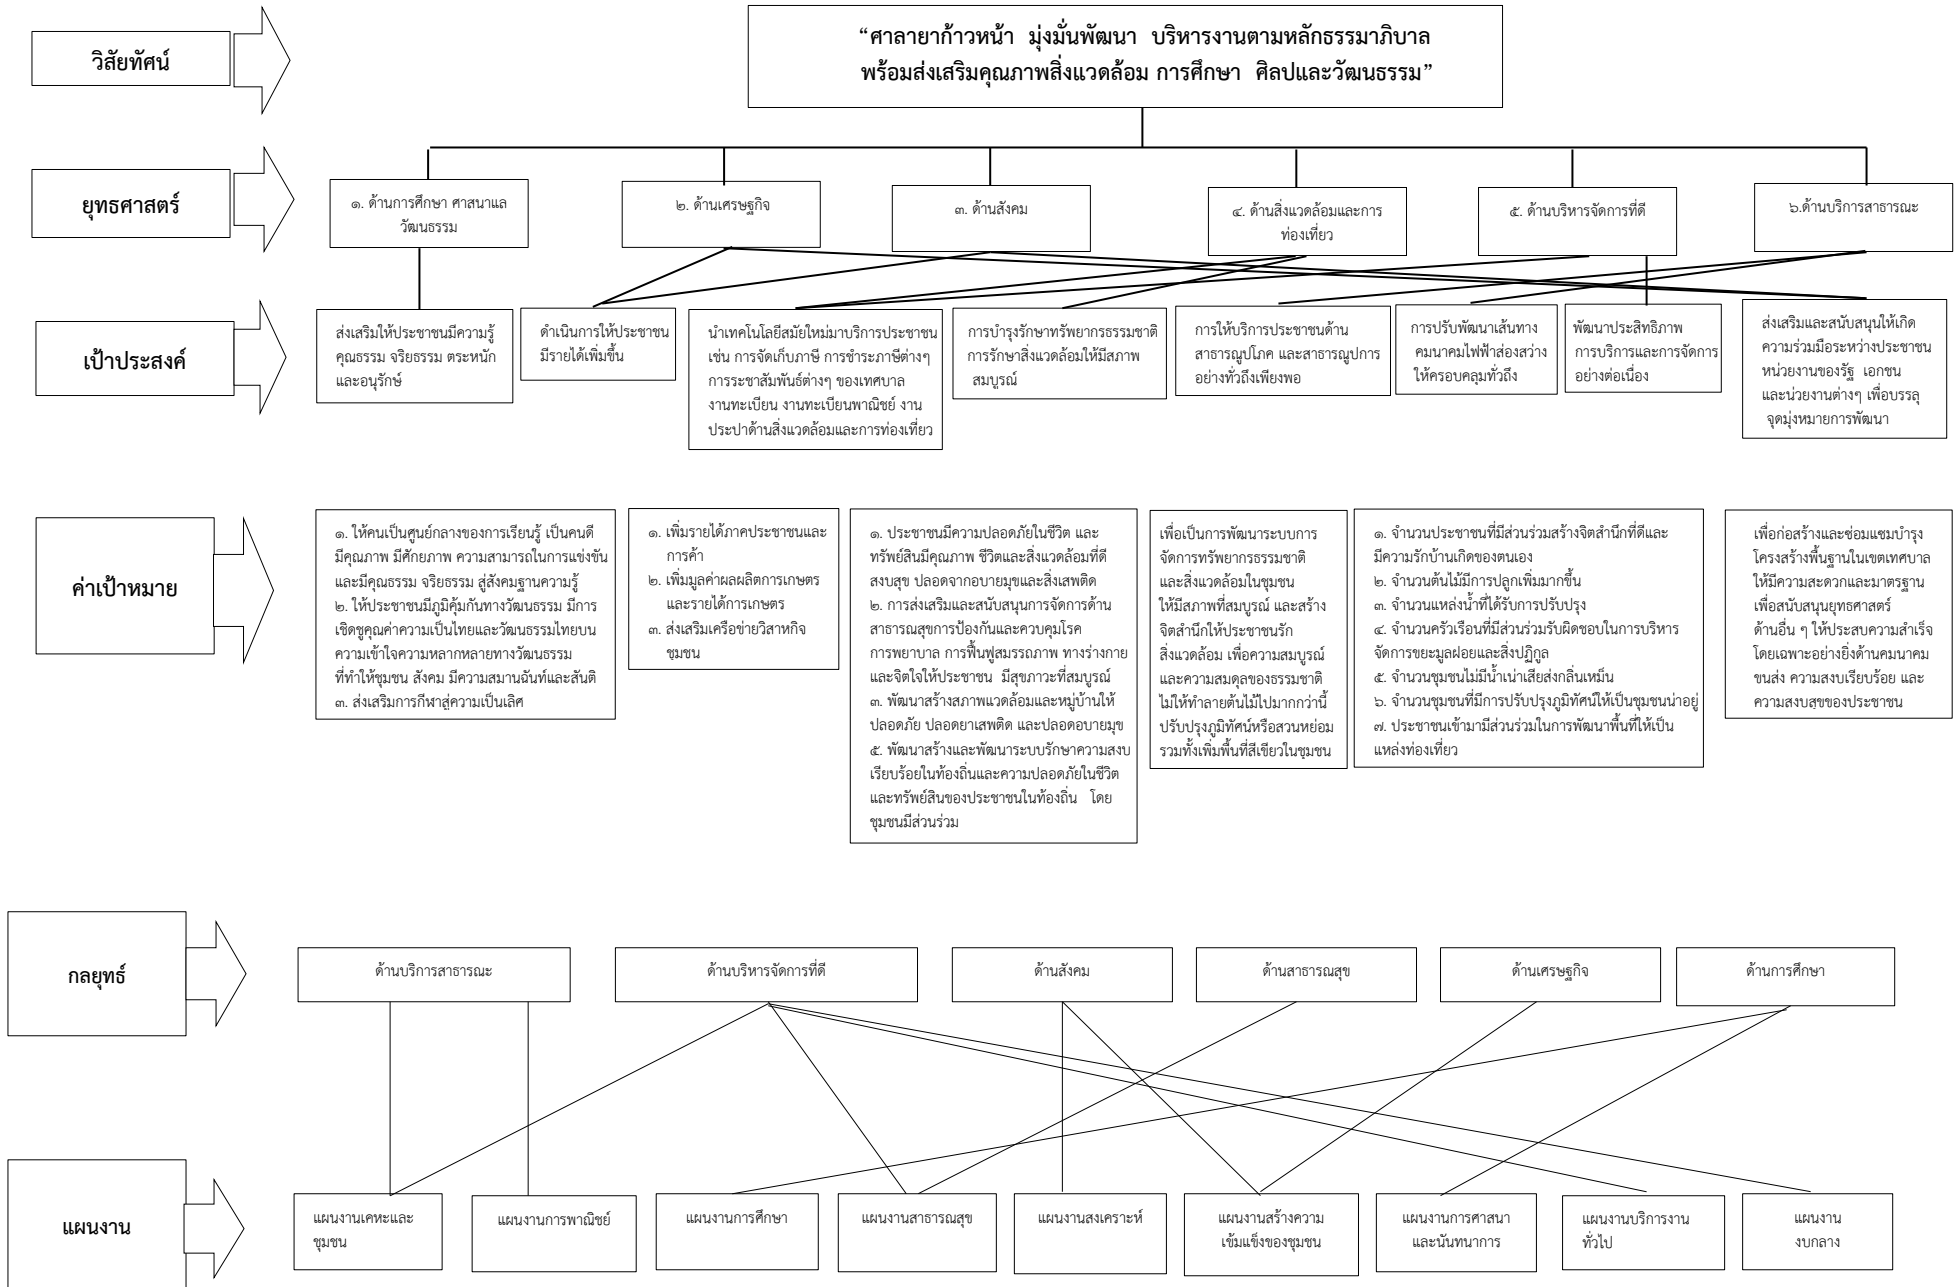 วิสัยทัศน์
“ศาลายาก้าวหน้า มุ่งมั่นพัฒนา บริหารงานตามหลักธรรมาภิบาล
พร้อมส่งเสริมคุณภาพสิ่งแวดล้อม การศึกษา ศิลปและวัฒนธรรม”
ยุทธศาสตร์
๑. ด้านการศึกษา ศาสนาแล
วัฒนธรรม
๒. ด้านเศรษฐกิจ
๓. ด้านสังคม
๔. ด้านสิ่งแวดล้อมและการ
ท่องเที่ยว
๕. ด้านบริหารจัดการที่ดี
๖.ด้านบริการสาธารณะ
เป้าประสงค์
ส่งเสริมให้ประชาชนมีความรู้
คุณธรรม จริยธรรม ตระหนัก
และอนุรักษ์
ดำเนินการให้ประชาชน
มีรายได้เพิ่มขึ้น
นำเทคโนโลยีสมัยใหม่มาบริการประชาชน
เช่น การจัดเก็บภาษี การชำระภาษีต่างๆ
การระชาสัมพันธ์ต่างๆ ของเทศบาล
งานทะเบียน งานทะเบียนพาณิชย์ งาน
ประปาด้านสิ่งแวดล้อมและการท่องเที่ยว
การบำรุงรักษาทรัพยากรธรรมชาติ
การรักษาสิ่งแวดล้อมให้มีสภาพ
สมบูรณ์
การให้บริการประชาชนด้าน
สาธารณูปโภค และสาธารณูปการ
อย่างทั่วถึงเพียงพอ
การปรับพัฒนาเส้นทาง
คมนาคมไฟฟ้าส่องสว่าง
ให้ครอบคลุมทั่วถึง
พัฒนาประสิทธิภาพ
การบริการและการจัดการ
อย่างต่อเนื่อง
ส่งเสริมและสนับสนุนให้เกิด
ความร่วมมือระหว่างประชาชน
หน่วยงานของรัฐ เอกชน
และน่วยงานต่างๆ เพื่อบรรลุ
จุดมุ่งหมายการพัฒนา
ค่าเป้าหมาย
๑. ให้คนเป็นศูนย์กลางของการเรียนรู้ เป็นคนดี
มีคุณภาพ มีศักยภาพ ความสามารถในการแข่งขัน
และมีคุณธรรม จริยธรรม สู่สังคมฐานความรู้
๒. ให้ประชาชนมีภูมิคุ้มกันทางวัฒนธรรม มีการ
เชิดชูคุณค่าความเป็นไทยและวัฒนธรรมไทยบน
ความเข้าใจความหลากหลายทางวัฒนธรรม
ที่ทำให้ชุมชน สังคม มีความสมานฉันท์และสันติ
๓. ส่งเสริมการกีฬาสู่ความเป็นเลิศ
๑. เพิ่มรายได้ภาคประชาชนและ
การค้า
๒. เพิ่มมูลค่าผลผลิตการเกษตร
และรายได้การเกษตร
๓. ส่งเสริมเครือข่ายวิสาหกิจ
ชุมชน
๑. ประชาชนมีความปลอดภัยในชีวิต และ
ทรัพย์สินมีคุณภาพ ชีวิตและสิ่งแวดล้อมที่ดี
สงบสุข ปลอดจากอบายมุขและสิ่งเสพติด
๒. การส่งเสริมและสนับสนุนการจัดการด้าน
สาธารณสุขการป้องกันและควบคุมโรค
การพยาบาล การฟื้นฟูสมรรถภาพ ทางร่างกาย
และจิตใจให้ประชาชน มีสุขภาวะที่สมบูรณ์
๓. พัฒนาสร้างสภาพแวดล้อมและหมู่บ้านให้
ปลอดภัย ปลอดยาเสพติด และปลอดอบายมุข
๕. พัฒนาสร้างและพัฒนาระบบรักษาความสงบ
เรียบร้อยในท้องถิ่นและความปลอดภัยในชีวิต
และทรัพย์สินของประชาชนในท้องถิ่น โดย
ชุมชนมีส่วนร่วม
เพื่อเป็นการพัฒนาระบบการ
จัดการทรัพยากรธรรมชาติ
และสิ่งแวดล้อมในชุมชน
ให้มีสภาพที่สมบูรณ์ และสร้าง
จิตสำนึกให้ประชาชนรัก
สิ่งแวดล้อม เพื่อความสมบูรณ์
และความสมดุลของธรรมชาติ
ไม่ให้ทำลายต้นไม้ไปมากกว่านี้
ปรับปรุงภูมิทัศน์หรือสวนหย่อม
รวมทั้งเพิ่มพื้นที่สีเขียวในชุมชน
๑. จำนวนประชาชนที่มีส่วนร่วมสร้างจิตสำนึกที่ดีและ
มีความรักบ้านเกิดของตนเอง
๒. จำนวนต้นไม้มีการปลูกเพิ่มมากขึ้น
๓. จำนวนแหล่งน้ำที่ได้รับการปรับปรุง
๔. จำนวนครัวเรือนที่มีส่วนร่วมรับผิดชอบในการบริหาร
จัดการขยะมูลฝอยและสิ่งปฏิกูล
๕. จำนวนชุมชนไม่มีน้ำเน่าเสียส่งกลิ่นเหม็น
๖. จำนวนชุมชนที่มีการปรับปรุงภูมิทัศน์ให้เป็นชุมชนน่าอยู่
๗. ประชาชนเข้ามามีส่วนร่วมในการพัฒนาพื้นที่ให้เป็น
แหล่งท่องเที่ยว
เพื่อก่อสร้างและซ่อมแซมบำรุง
โครงสร้างพื้นฐานในเขตเทศบาล
ให้มีความสะดวกและมาตรฐาน
เพื่อสนับสนุนยุทธศาสตร์
ด้านอื่น ๆ ให้ประสบความสำเร็จ
โดยเฉพาะอย่างยิ่งด้านคมนาคม
ขนส่ง ความสงบเรียบร้อย และ
ความสงบสุขของประชาชน
กลยุทธ์
ด้านบริการสาธารณะ
ด้านบริหารจัดการที่ดี
ด้านสังคม
ด้านสาธารณสุข
ด้านเศรษฐกิจ
ด้านการศึกษา
แผนงาน
แผนงานเคหะและ
ชุมชน
แผนงานการพาณิชย์
แผนงานการศึกษา
แผนงานสาธารณสุข
แผนงานสงเคราะห์
แผนงานสร้างความ
เข้มแข็งของชุมชน
แผนงานการศาสนา
และนันทนาการ
แผนงานบริการงาน
ทั่วไป
แผนงาน
งบกลาง